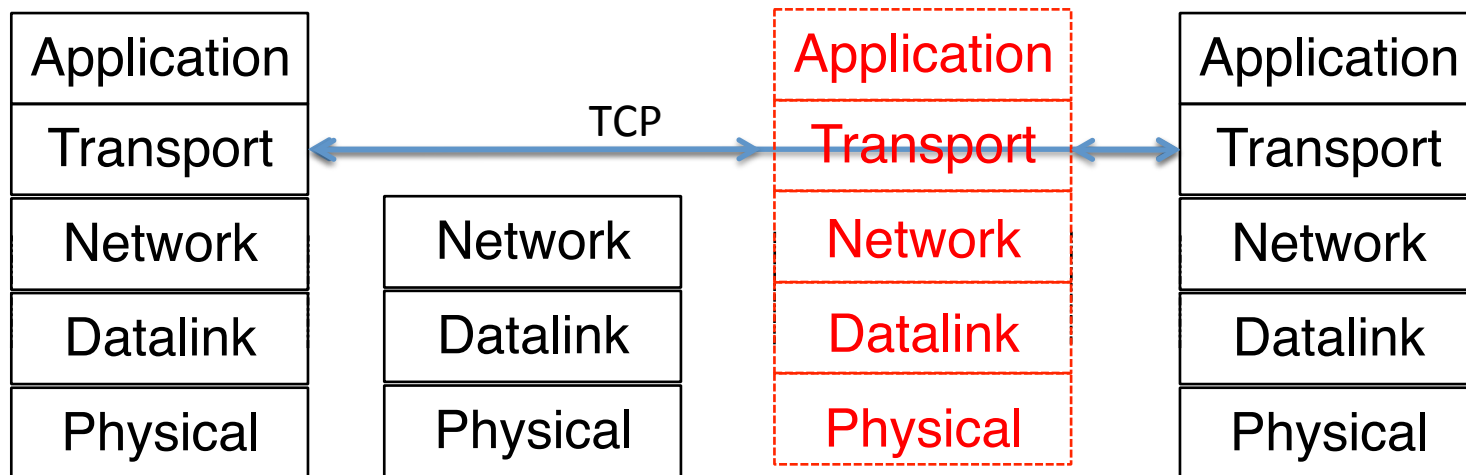 Application
Transport
Network
Datalink
Physical
TCP
Network
Datalink
Physical
Application
Transport
Network
Datalink
Physical
Application
Transport
Network
Datalink
Physical